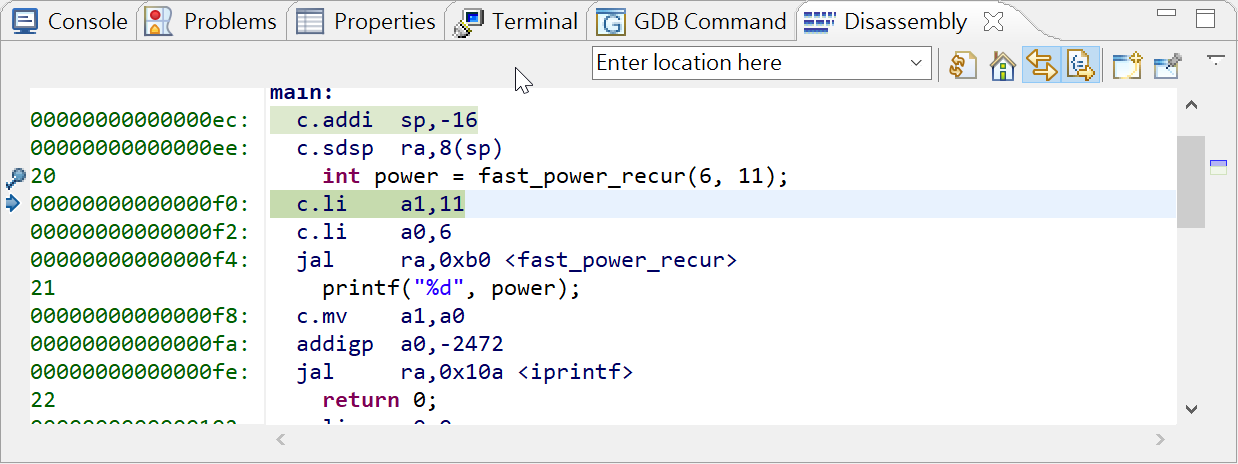 Console Problems Properties Terminal GDB Command Disassembly
Enter location here
main:
00000000000000ec: c.addi sp,-16
00000000000000ee: c.sdsp ra,8(sp)
20 int power = fast_power_recur(6, 11);
00000000000000f0: c.li a1,11
00000000000000f2: c.li a0,6
00000000000000f4: jal ra,0xb0 <fast_power_recur>
21 printf("%d", power);
00000000000000f8: c.mv a1,a0
00000000000000fa: addigp a0,-2472
00000000000000fe: jal ra,0x10a <iprintf>
22 return 0;